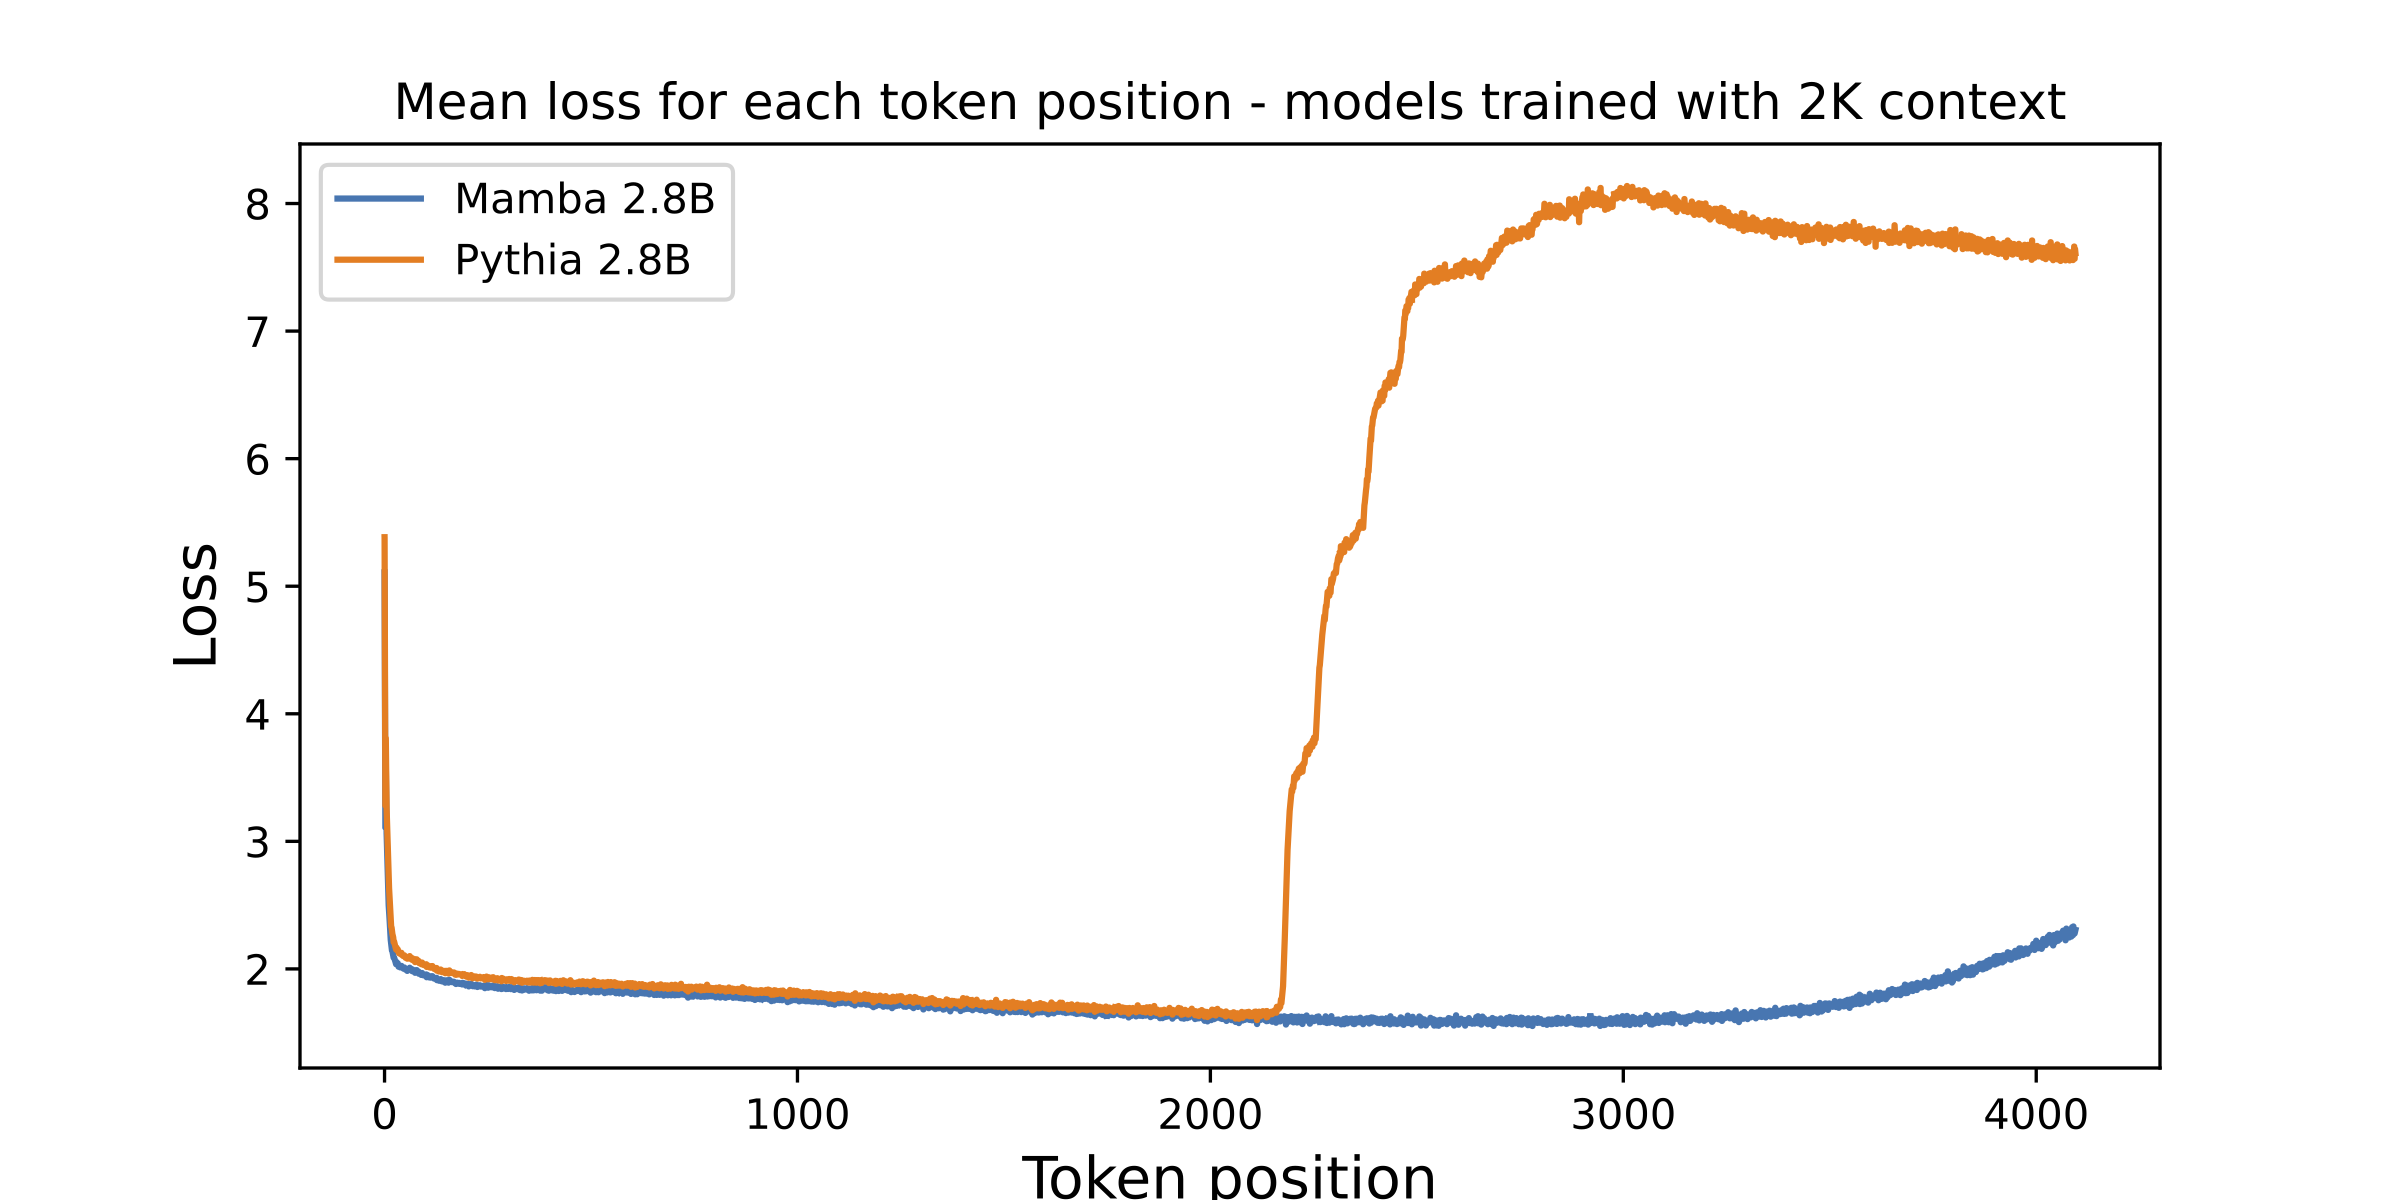 Mean loss for each token position - models trained with 2K context
Mamba 2.8B
Pythia 2.8B
8
7
6
5
4
3
2
Loss
0 1000 2000 3000 4000
Token position